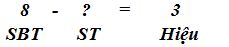 8 - ? = 3
SBT ST Hiệu